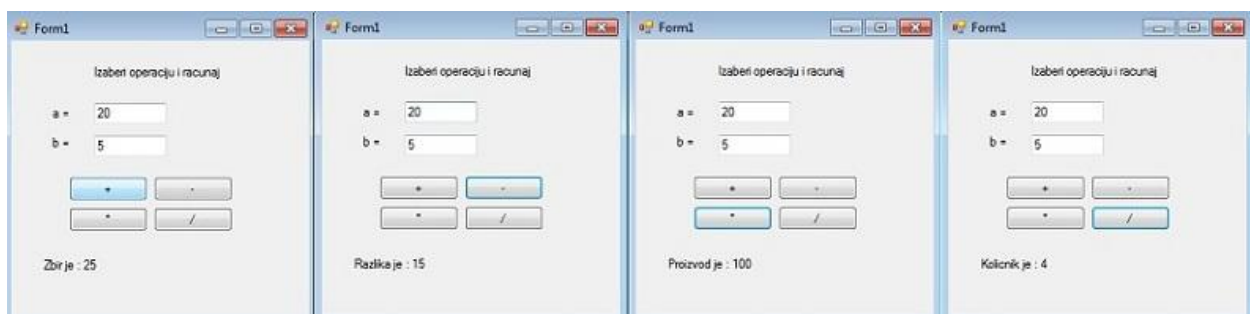 Form1
Izaberi operaciju i racunaj
a = 20
b = 5
+ -
* /
Zbir je : 25
Form1
Izaberi operaciju i racunaj
a = 20
b = 5
+ -
* /
Razlika je : 15
Form1
Izaberi operaciju i racunaj
a = 20
b = 5
+ -
* /
Proizvod je : 100
Form1
Izaberi operaciju i racunaj
a = 20
b = 5
+ -
* /
Kolicnik je : 4